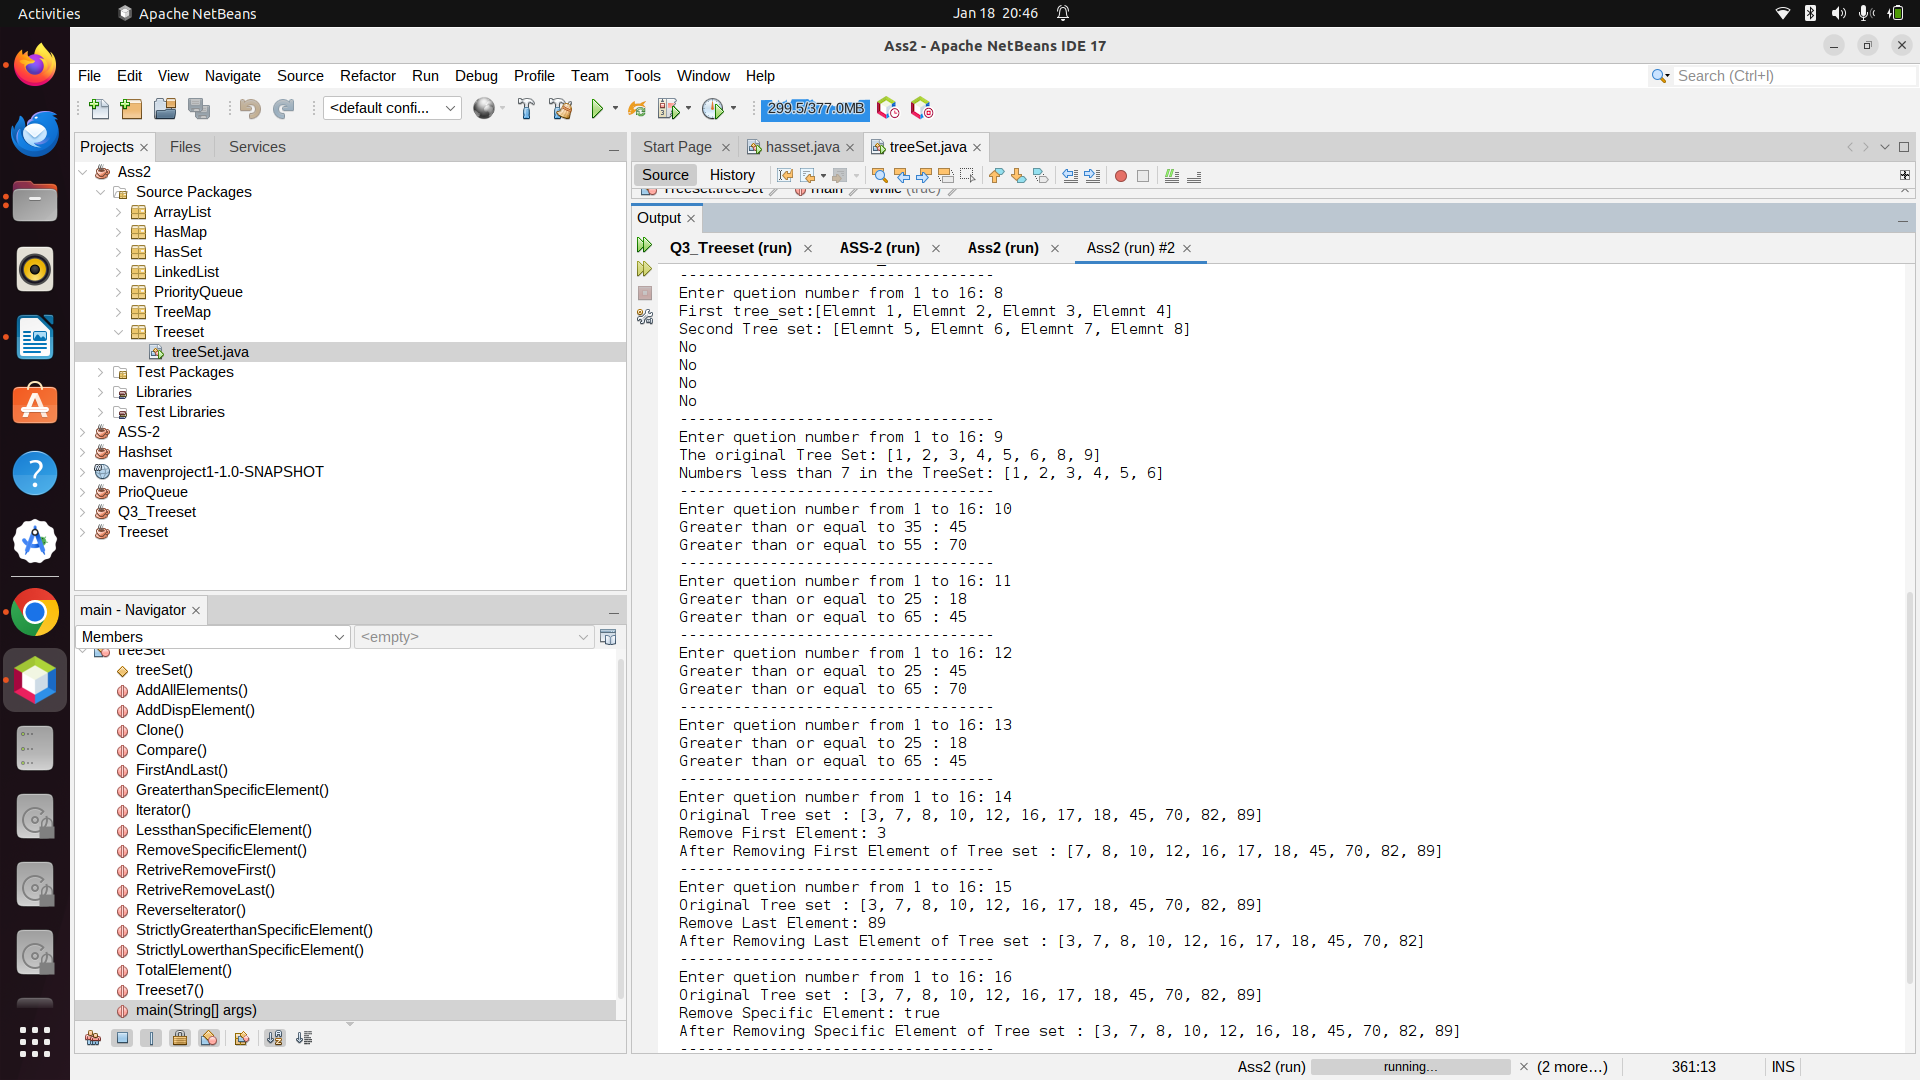 Activities
Apache NetBeans
Jan 18 20:46
Ass2 - Apache NetBeans IDE 17
File Edit View Navigate Source Refactor Run Debug Profile Team Tools Window Help
Search (Ctrl+I)
<default confi...
299.5/377.0MB
Projects
Files
Services
Ass2
Source Packages
ArrayList
HasMap
HasSet
LinkedList
PriorityQueue
TreeMap
Treeset
treeSet.java
Test Packages
Libraries
Test Libraries
ASS-2
Hashset
mavenproject1-1.0-SNAPSHOT
PrioQueue
Q3_Treeset
Treeset
main - Navigator
Members
<empty>
treeSet
treeSet()
AddAllElements()
AddDispElement()
Clone()
Compare()
FirstAndLast()
GreaterthanSpecificElement()
Iterator()
LessthanSpecificElement()
RemoveSpecificElement()
RetriveRemoveFirst()
RetriveRemoveLast()
ReverseIterator()
StrictlyGreaterthanSpecificElement()
StrictlyLowerthanSpecificElement()
TotalElement()
Treeset7()
main(String[] args)
Start Page
hasset.java
treeSet.java
Source
History
Treeset.treeSet
main
while (true)
Output
Q3_Treeset (run)
ASS-2 (run)
Ass2 (run)
Ass2 (run) #2
-----------------------------------
Enter quetion number from 1 to 16: 8
First tree_set:[Elemnt 1, Elemnt 2, Elemnt 3, Elemnt 4]
Second Tree set: [Elemnt 5, Elemnt 6, Elemnt 7, Elemnt 8]
No
No
No
No
-----------------------------------
Enter quetion number from 1 to 16: 9
The original Tree Set: [1, 2, 3, 4, 5, 6, 8, 9]
Numbers less than 7 in the TreeSet: [1, 2, 3, 4, 5, 6]
-----------------------------------
Enter quetion number from 1 to 16: 10
Greater than or equal to 35 : 45
Greater than or equal to 55 : 70
-----------------------------------
Enter quetion number from 1 to 16: 11
Greater than or equal to 25 : 18
Greater than or equal to 65 : 45
-----------------------------------
Enter quetion number from 1 to 16: 12
Greater than or equal to 25 : 45
Greater than or equal to 65 : 70
-----------------------------------
Enter quetion number from 1 to 16: 13
Greater than or equal to 25 : 18
Greater than or equal to 65 : 45
-----------------------------------
Enter quetion number from 1 to 16: 14
Original Tree set : [3, 7, 8, 10, 12, 16, 17, 18, 45, 70, 82, 89]
Remove First Element: 3
After Removing First Element of Tree set : [7, 8, 10, 12, 16, 17, 18, 45, 70, 82, 89]
-----------------------------------
Enter quetion number from 1 to 16: 15
Original Tree set : [3, 7, 8, 10, 12, 16, 17, 18, 45, 70, 82, 89]
Remove Last Element: 89
After Removing Last Element of Tree set : [3, 7, 8, 10, 12, 16, 17, 18, 45, 70, 82]
-----------------------------------
Enter quetion number from 1 to 16: 16
Original Tree set : [3, 7, 8, 10, 12, 16, 17, 18, 45, 70, 82, 89]
Remove Specific Element: true
After Removing Specific Element of Tree set : [3, 7, 8, 10, 12, 16, 18, 45, 70, 82, 89]
-----------------------------------
Ass2 (run)
running...
(2 more...)
361:13
INS